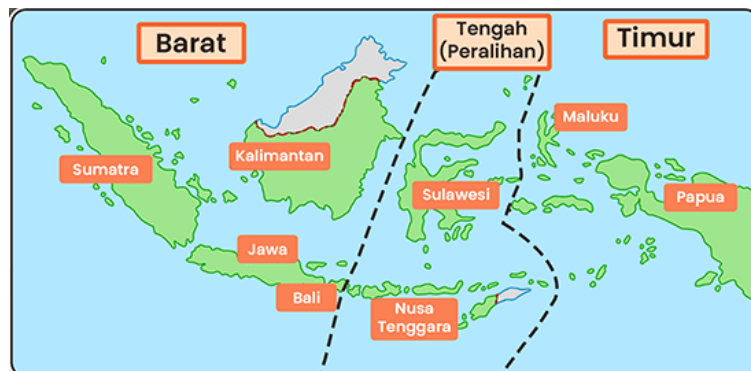 Barat
Tengah
(Peralihan)
Timur
Maluku
Kalimantan
Sumatra
Sulawesi
Papua
Jawa
Bali
Nusa
Tenggara